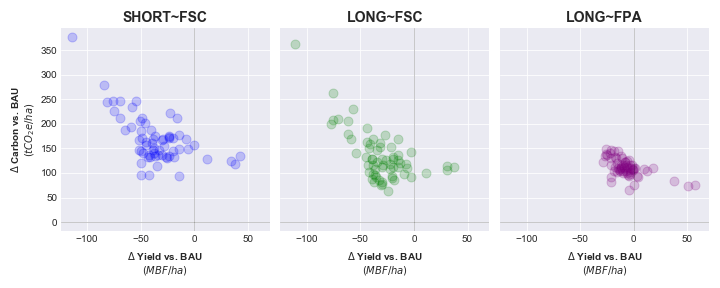 SHORT~FSC LONG~FSC LONG~FPA
350
300
250
200
150
100
50
0
Δ Carbon vs. BAU
(tCO₂e/ha)
−100 −50 0 50 −100 −50 0 50 −100 −50 0 50
Δ Yield vs. BAU Δ Yield vs. BAU Δ Yield vs. BAU
(MBF/ha) (MBF/ha) (MBF/ha)